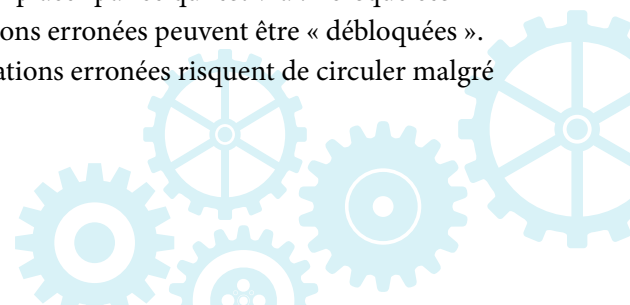 ons erronées peuvent être « débloquées ».
ations erronées risquent de circuler malgré